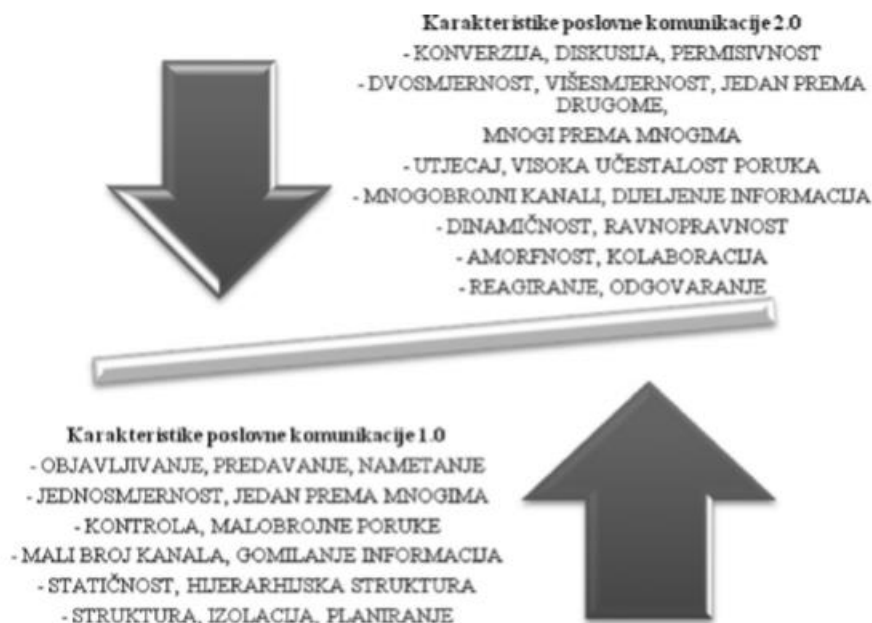 Karakteristike poslovne komunikacije 2.0
- KONVERZIJA, DISKUSIJA, PERMISIVNOST
- DVOSMJERNOST, VIŠESMJERNOST, JEDAN PREMA
DRUGOME,
MNOGI PREMA MNOGIMA
- UTJECAJ, VISOKA UČESTALOST PORUKA
- MNOGOBROJNI KANALI, DIJELJENJE INFORMACIJA
- DINAMIČNOST, RAVNOPRAVNOST
- AMORFNOST, KOLABORACIJA
- REAGIRANJE, ODGOVARANJE
Karakteristike poslovne komunikacije 1.0
- OBJAVLJIVANJE, PREDAVANJE, NAMETANJE
- JEDNOSMJERNOST, JEDAN PREMA MNOGIMA
- KONTROLA, MALOBROJNE PORUKE
- MALI BROJ KANALA, GOMILANJE INFORMACIJA
- STATIČNOST, HIJERARHIJSKA STRUKTURA
- STRUKTURA, IZOLACIJA, PLANIRANJE